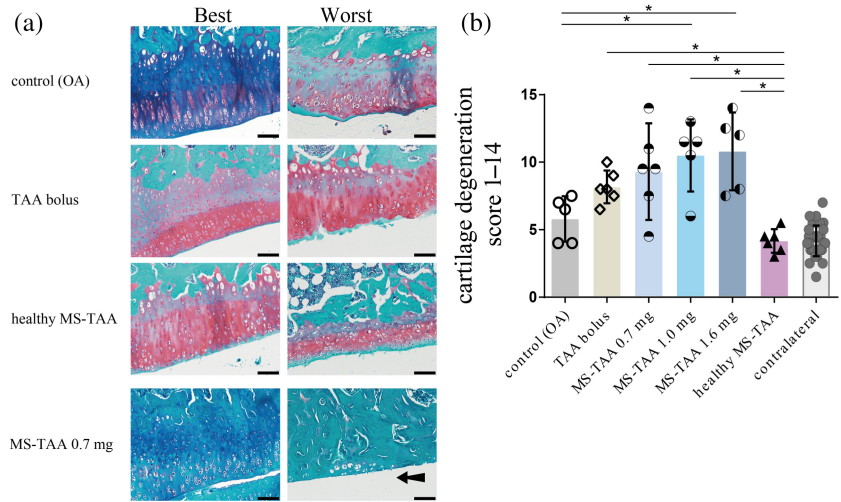 (a)
Best
Worst
control (OA)
TAA bolus
healthy MS-TAA
MS-TAA 0.7 mg
(b)
*
*
*
*
*
*
cartilage degeneration
score 1–14
15
10
5
0
control (OA)
TAA bolus
MS-TAA 0.7 mg
MS-TAA 1.0 mg
MS-TAA 1.6 mg
healthy MS-TAA
contralateral